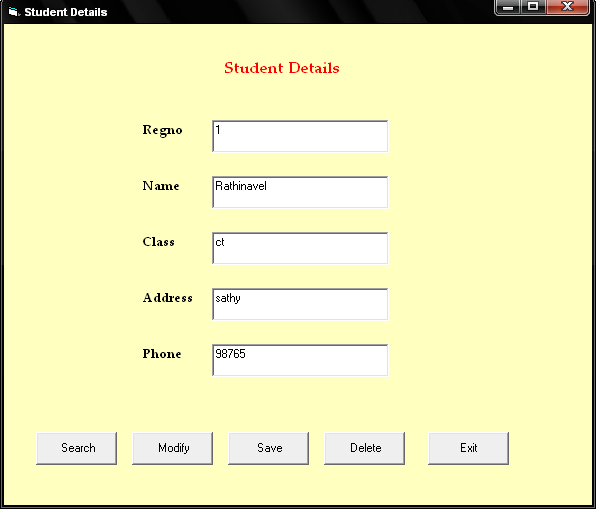 Student Details
Student Details
Regno 1
Name Rathinavel
Class ct
Address sathy
Phone 98765
Search Modify Save Delete Exit